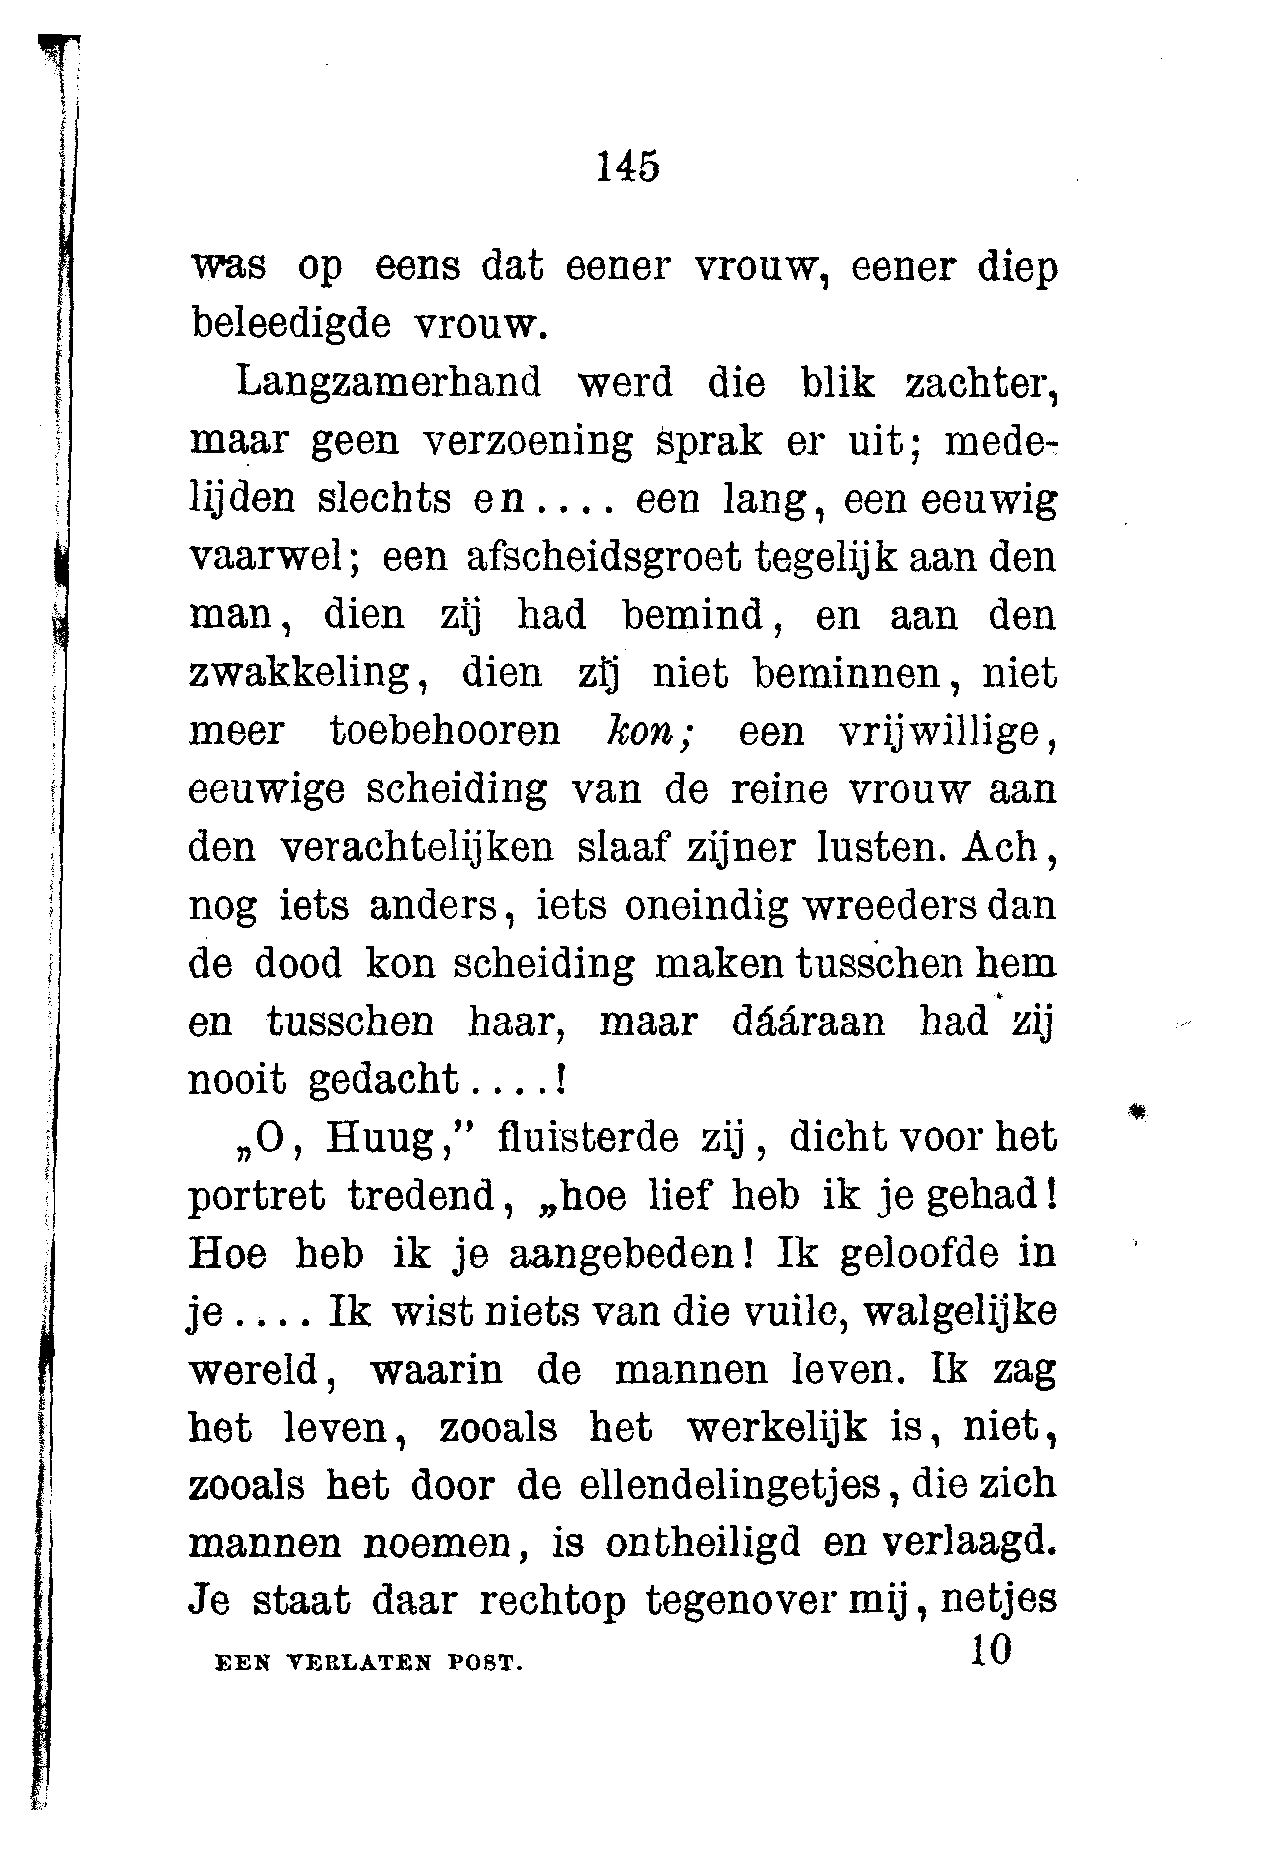 145
was op eens dat eener vrouw, eener diep
beleedigde vrouw.
Langzamerhand werd die blik zachter,
maar geen verzoening sprak er uit; mede-
lijden slechts en.... een lang, een eeuwig
vaarwel; een afscheidsgroet tegelijk aan den
man, dien zij had bemind, en aan den
zwakkeling, dien zij niet beminnen, niet
meer toebehooren kon; een vrijwillige,
eeuwige scheiding van de reine vrouw aan
den verachtelijken slaaf zijner lusten. Ach,
nog iets anders, iets oneindig wreeders dan
de dood kon scheiding maken tusschen hem
en tusschen haar, maar dááraan had zij
nooit gedacht....!
„O, Huug,” fluisterde zij, dicht voor het
portret tredend, „hoe lief heb ik je gehad!
Hoe heb ik je aangebeden! Ik geloofde in
je.... Ik wist niets van die vuile, walgelijke
wereld, waarin de mannen leven. Ik zag
het leven, zooals het werkelijk is, niet,
zooals het door de ellendelingetjes, die zich
mannen noemen, is ontheiligd en verlaagd.
Je staat daar rechtop tegenover mij, netjes
EEN VERLATEN POST. 10